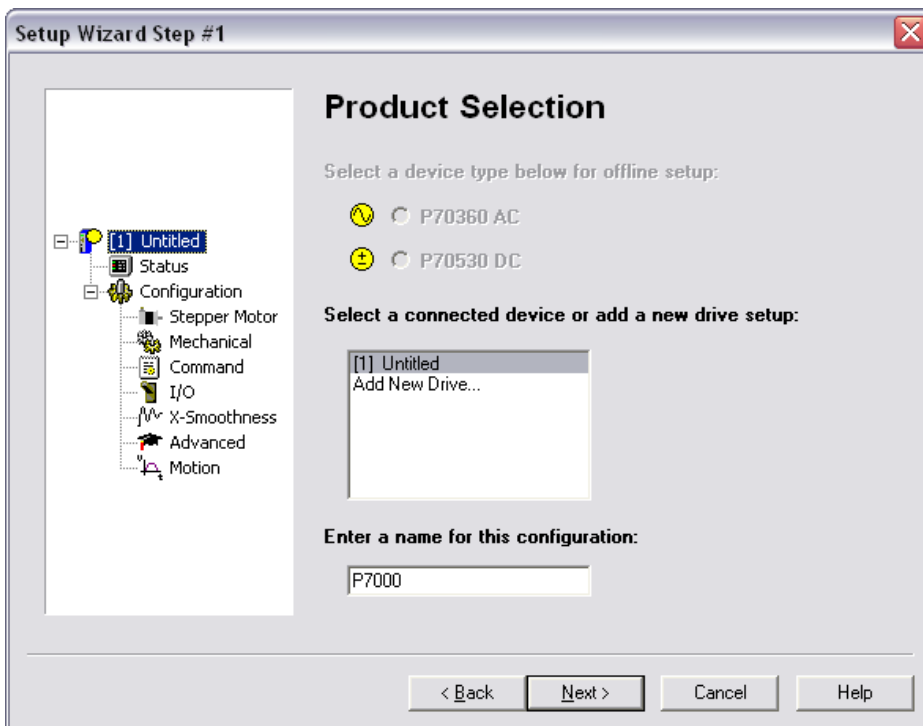 Setup Wizard Step #1
[1] Untitled
Status
Configuration
Stepper Motor
Mechanical
Command
I/O
X-Smoothness
Advanced
Motion
Product Selection
Select a device type below for offline setup:
P70360 AC
P70530 DC
Select a connected device or add a new drive setup:
[1] Untitled
Add New Drive...
Enter a name for this configuration:
P7000
< Back
Next >
Cancel
Help